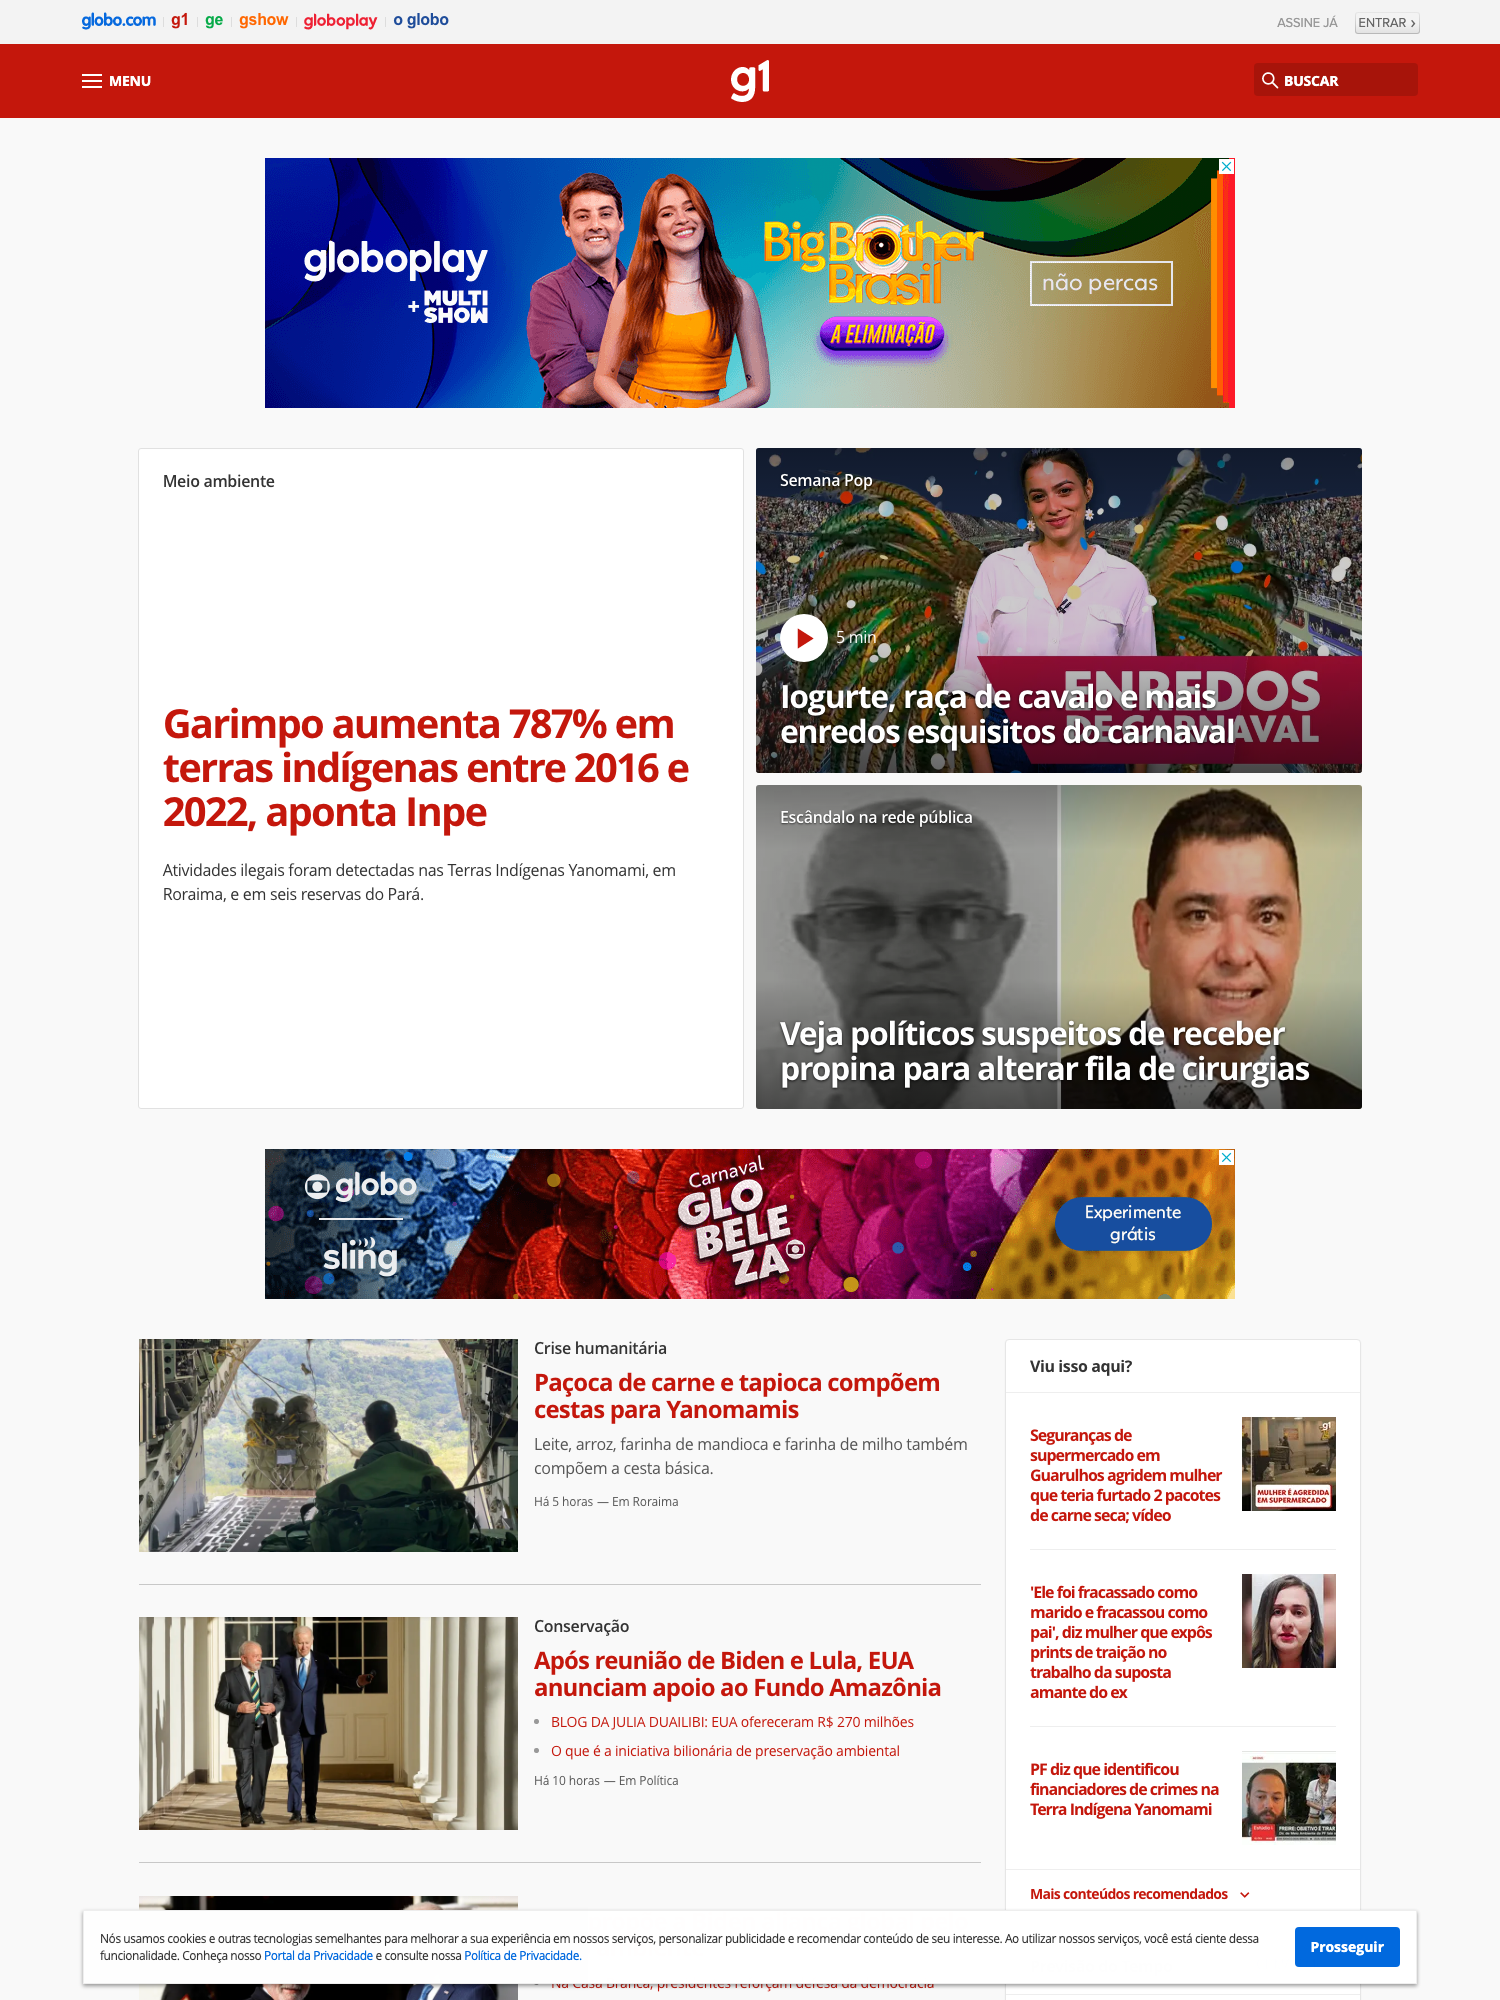 globo.com g1 ge gshow globoplay o globo
ASSINE JÁ ENTRAR ›
MENU
g1
BUSCAR
globoplay
+ MULTI
SHOW
Big Brother
Brasil
A ELIMINAÇÃO
não percas
Meio ambiente
Garimpo aumenta 787% em
terras indígenas entre 2016 e
2022, aponta Inpe
Atividades ilegais foram detectadas nas Terras Indígenas Yanomami, em
Roraima, e em seis reservas do Pará.
Semana Pop
5 min
ENREDOS
DE CARNAVAL
Iogurte, raça de cavalo e mais
enredos esquisitos do carnaval
Escândalo na rede pública
Veja políticos suspeitos de receber
propina para alterar fila de cirurgias
globo
sling
Carnaval
GLO
BELE
ZA
Experimente
grátis
Crise humanitária
Paçoca de carne e tapioca compõem
cestas para Yanomamis
Leite, arroz, farinha de mandioca e farinha de milho também
compõem a cesta básica.
Há 5 horas — Em Roraima
Conservação
Após reunião de Biden e Lula, EUA
anunciam apoio ao Fundo Amazônia
BLOG DA JULIA DUAILIBI: EUA ofereceram R$ 270 milhões
O que é a iniciativa bilionária de preservação ambiental
Há 10 horas — Em Política
Na Casa Branca, presidentes reforçam defesa da democracia
Viu isso aqui?
Seguranças de
supermercado em
Guarulhos agridem mulher
que teria furtado 2 pacotes
de carne seca; vídeo
g1
MULHER É AGREDIDA
EM SUPERMERCADO
'Ele foi fracassado como
marido e fracassou como
pai', diz mulher que expôs
prints de traição no
trabalho da suposta
amante do ex
PF diz que identificou
financiadores de crimes na
Terra Indígena Yanomami
FREIRE: OBJETIVO É TIRAR
Mais conteúdos recomendados
Nós usamos cookies e outras tecnologias semelhantes para melhorar a sua experiência em nossos serviços, personalizar publicidade e recomendar conteúdo de seu interesse. Ao utilizar nossos serviços, você está ciente dessa
funcionalidade. Conheça nosso Portal da Privacidade e consulte nossa Política de Privacidade.
Prosseguir